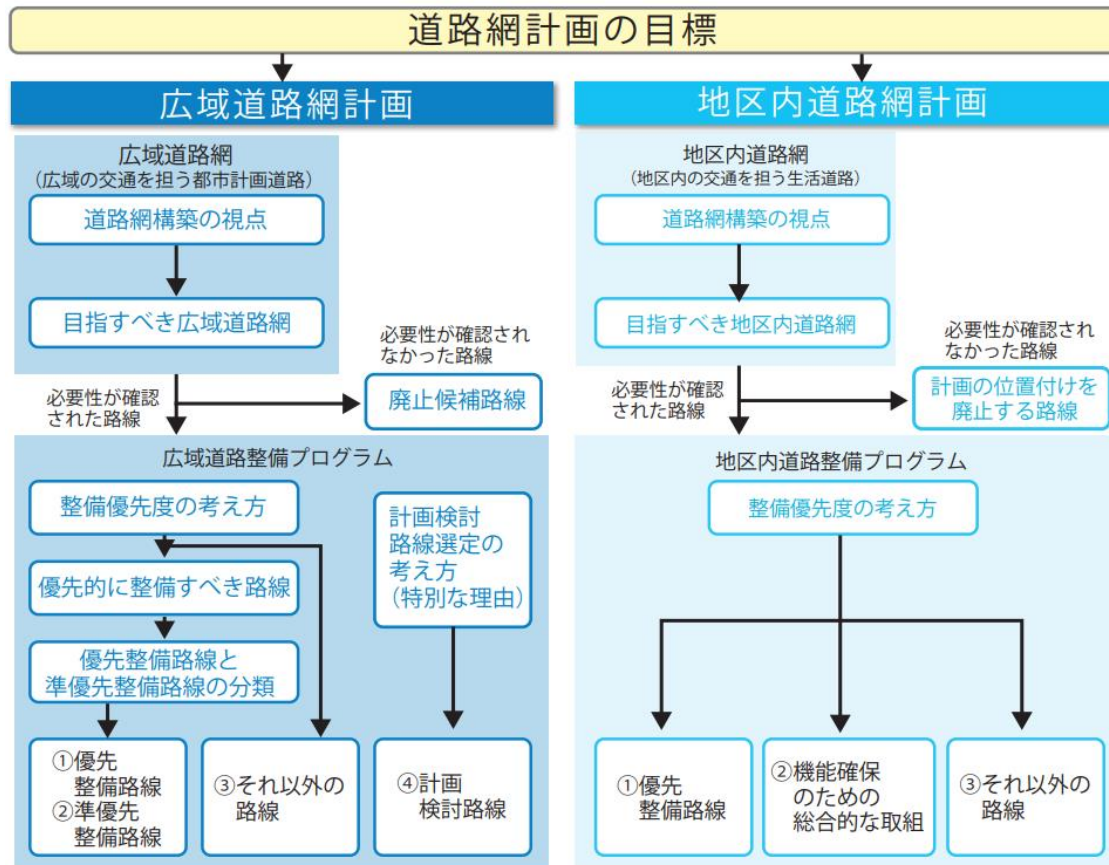 道路網計画の目標
広域道路網計画
広域道路網
（広域の交通を担う都市計画道路）
道路網構築の視点
目指すべき広域道路網
必要性が確認され
なかった路線
必要性が確認
された路線
廃止候補路線
広域道路整備プログラム
整備優先度の考え方
優先的に整備すべき路線
優先整備路線と
準優先整備路線の分類
計画検討
路線選定の
考え方
（特別な理由）
①優先
整備路線
②準優先
整備路線
③それ以外の
路線
④計画
検討路線
地区内道路網計画
地区内道路網
（地区内の交通を担う生活道路）
道路網構築の視点
目指すべき地区内道路網
必要性が確認され
なかった路線
必要性が確認
された路線
計画の位置付けを
廃止する路線
地区内道路整備プログラム
整備優先度の考え方
①優先
整備路線
②機能確保
のための
総合的な取組
③それ以外の
路線